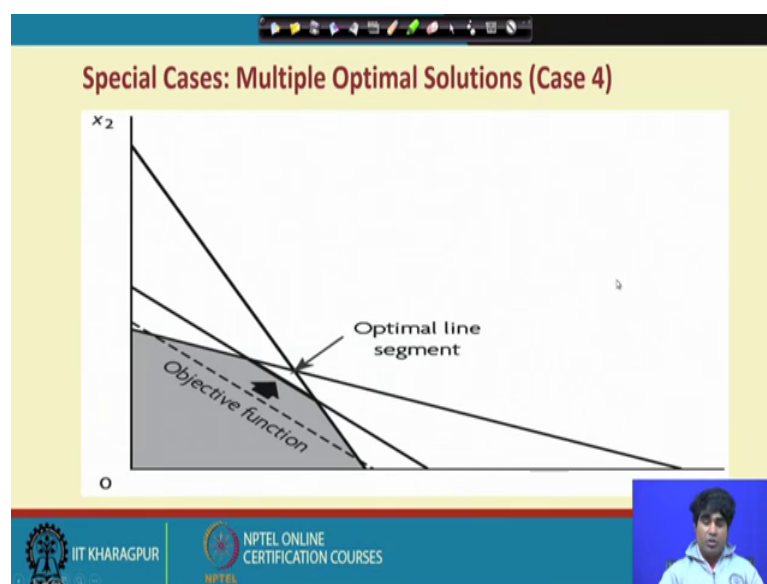 Special Cases: Multiple Optimal Solutions (Case 4)
x2
Optimal line
segment
Objective function
O
IIT KHARAGPUR
NPTEL ONLINE
CERTIFICATION COURSES
NPTEL